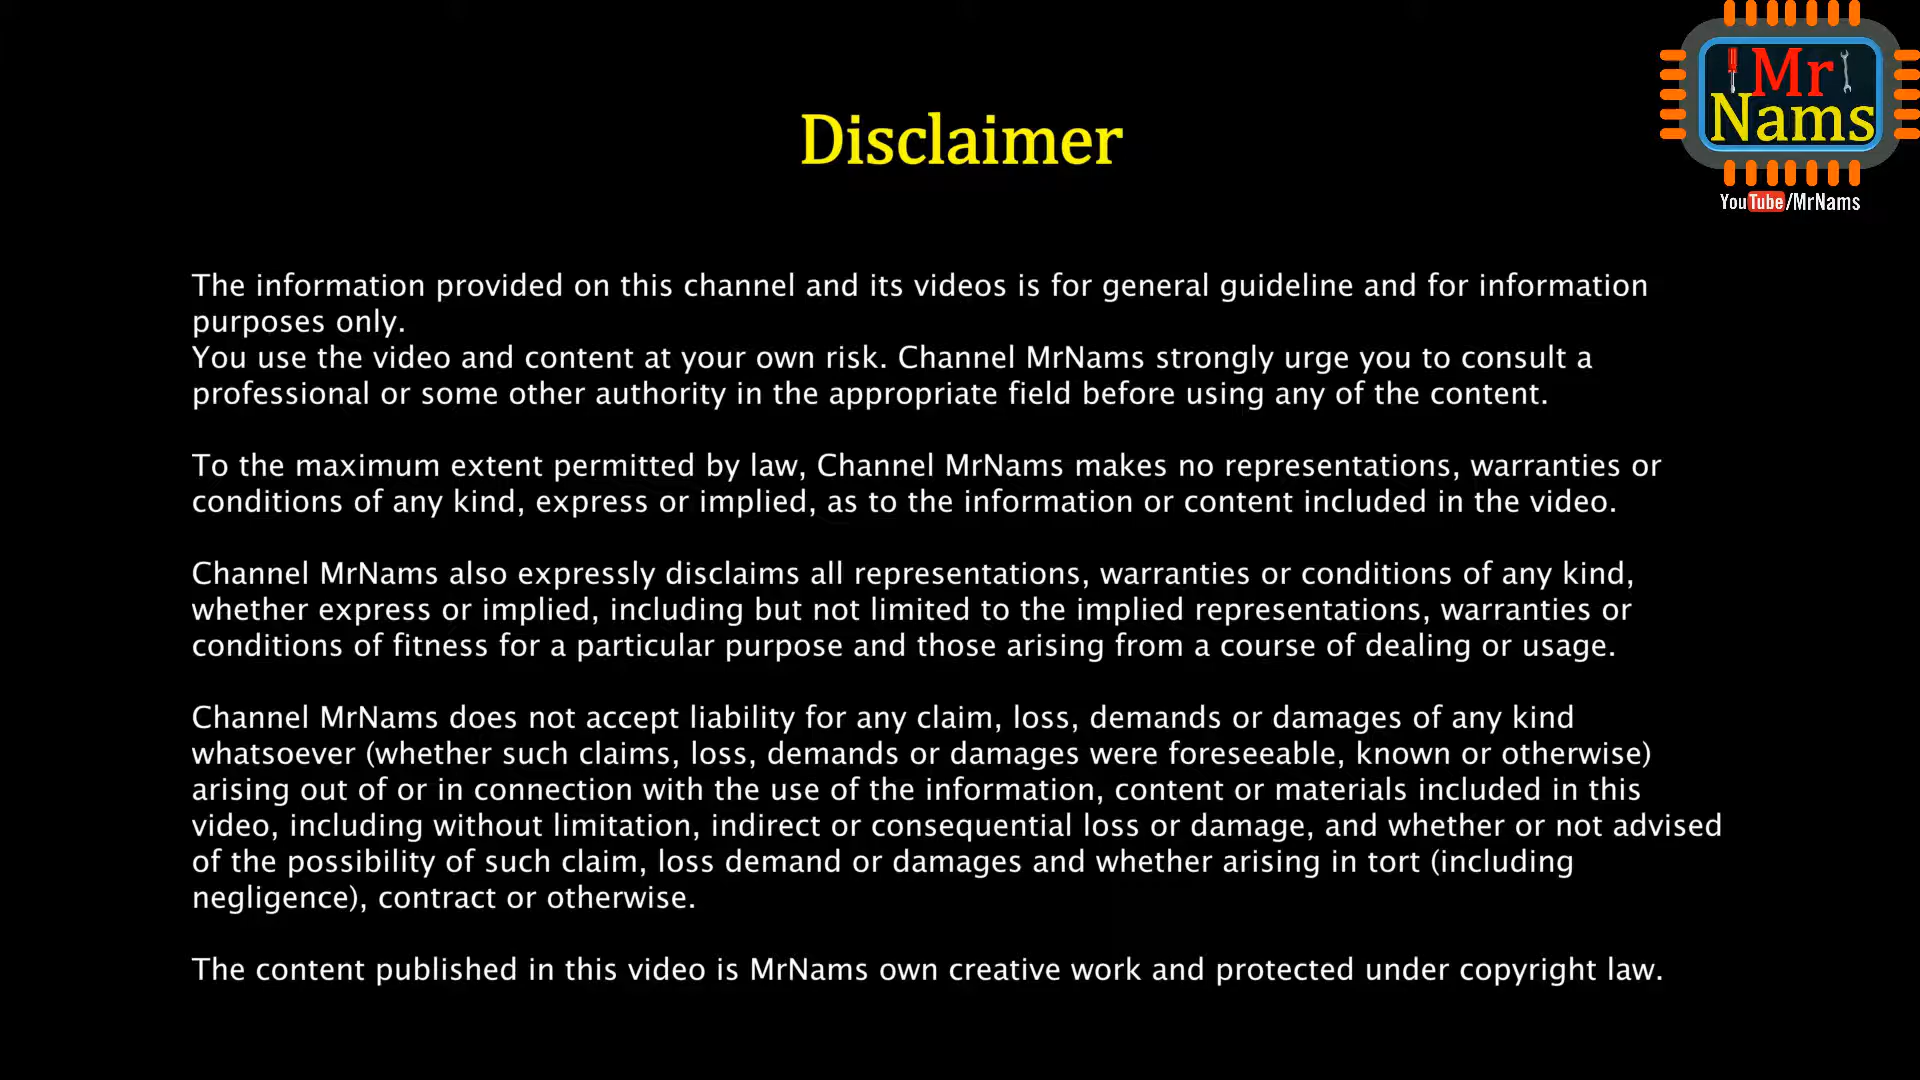 Mr
Nams
YouTube/MrNams
Disclaimer
The information provided on this channel and its videos is for general guideline and for information
purposes only.
You use the video and content at your own risk. Channel MrNams strongly urge you to consult a
professional or some other authority in the appropriate field before using any of the content.
To the maximum extent permitted by law, Channel MrNams makes no representations, warranties or
conditions of any kind, express or implied, as to the information or content included in the video.
Channel MrNams also expressly disclaims all representations, warranties or conditions of any kind,
whether express or implied, including but not limited to the implied representations, warranties or
conditions of fitness for a particular purpose and those arising from a course of dealing or usage.
Channel MrNams does not accept liability for any claim, loss, demands or damages of any kind
whatsoever (whether such claims, loss, demands or damages were foreseeable, known or otherwise)
arising out of or in connection with the use of the information, content or materials included in this
video, including without limitation, indirect or consequential loss or damage, and whether or not advised
of the possibility of such claim, loss demand or damages and whether arising in tort (including
negligence), contract or otherwise.
The content published in this video is MrNams own creative work and protected under copyright law.